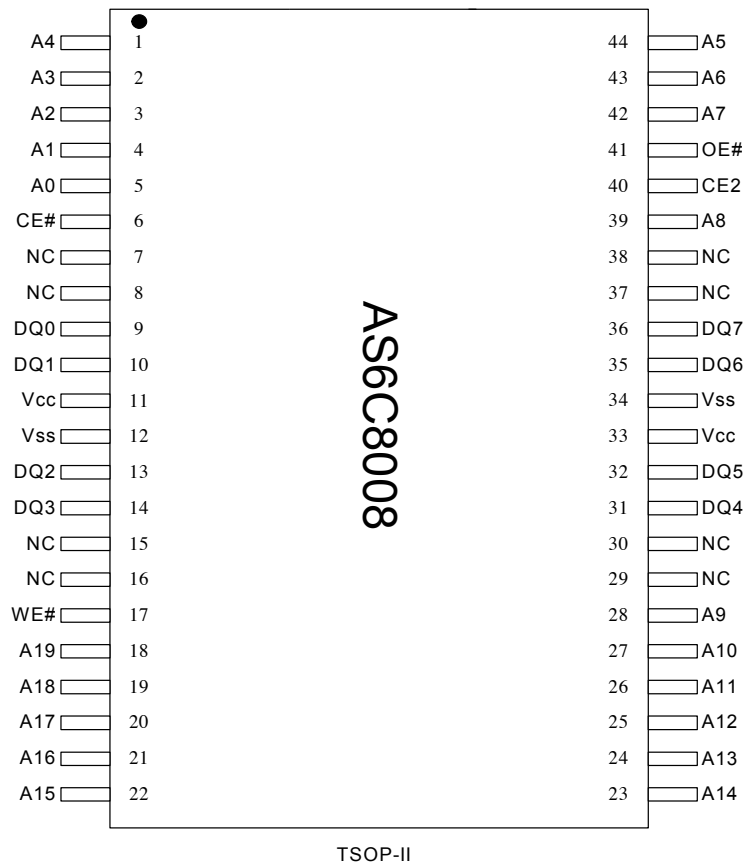 A4 1 44 A5
A3 2 43 A6
A2 3 42 A7
A1 4 41 OE#
A0 5 40 CE2
CE# 6 39 A8
NC 7 38 NC
NC 8 37 NC
DQ0 9 36 DQ7
DQ1 10 35 DQ6
Vcc 11 34 Vss
Vss 12 33 Vcc
DQ2 13 32 DQ5
DQ3 14 31 DQ4
NC 15 30 NC
NC 16 29 NC
WE# 17 28 A9
A19 18 27 A10
A18 19 26 A11
A17 20 25 A12
A16 21 24 A13
A15 22 23 A14
AS6C8008
TSOP-II